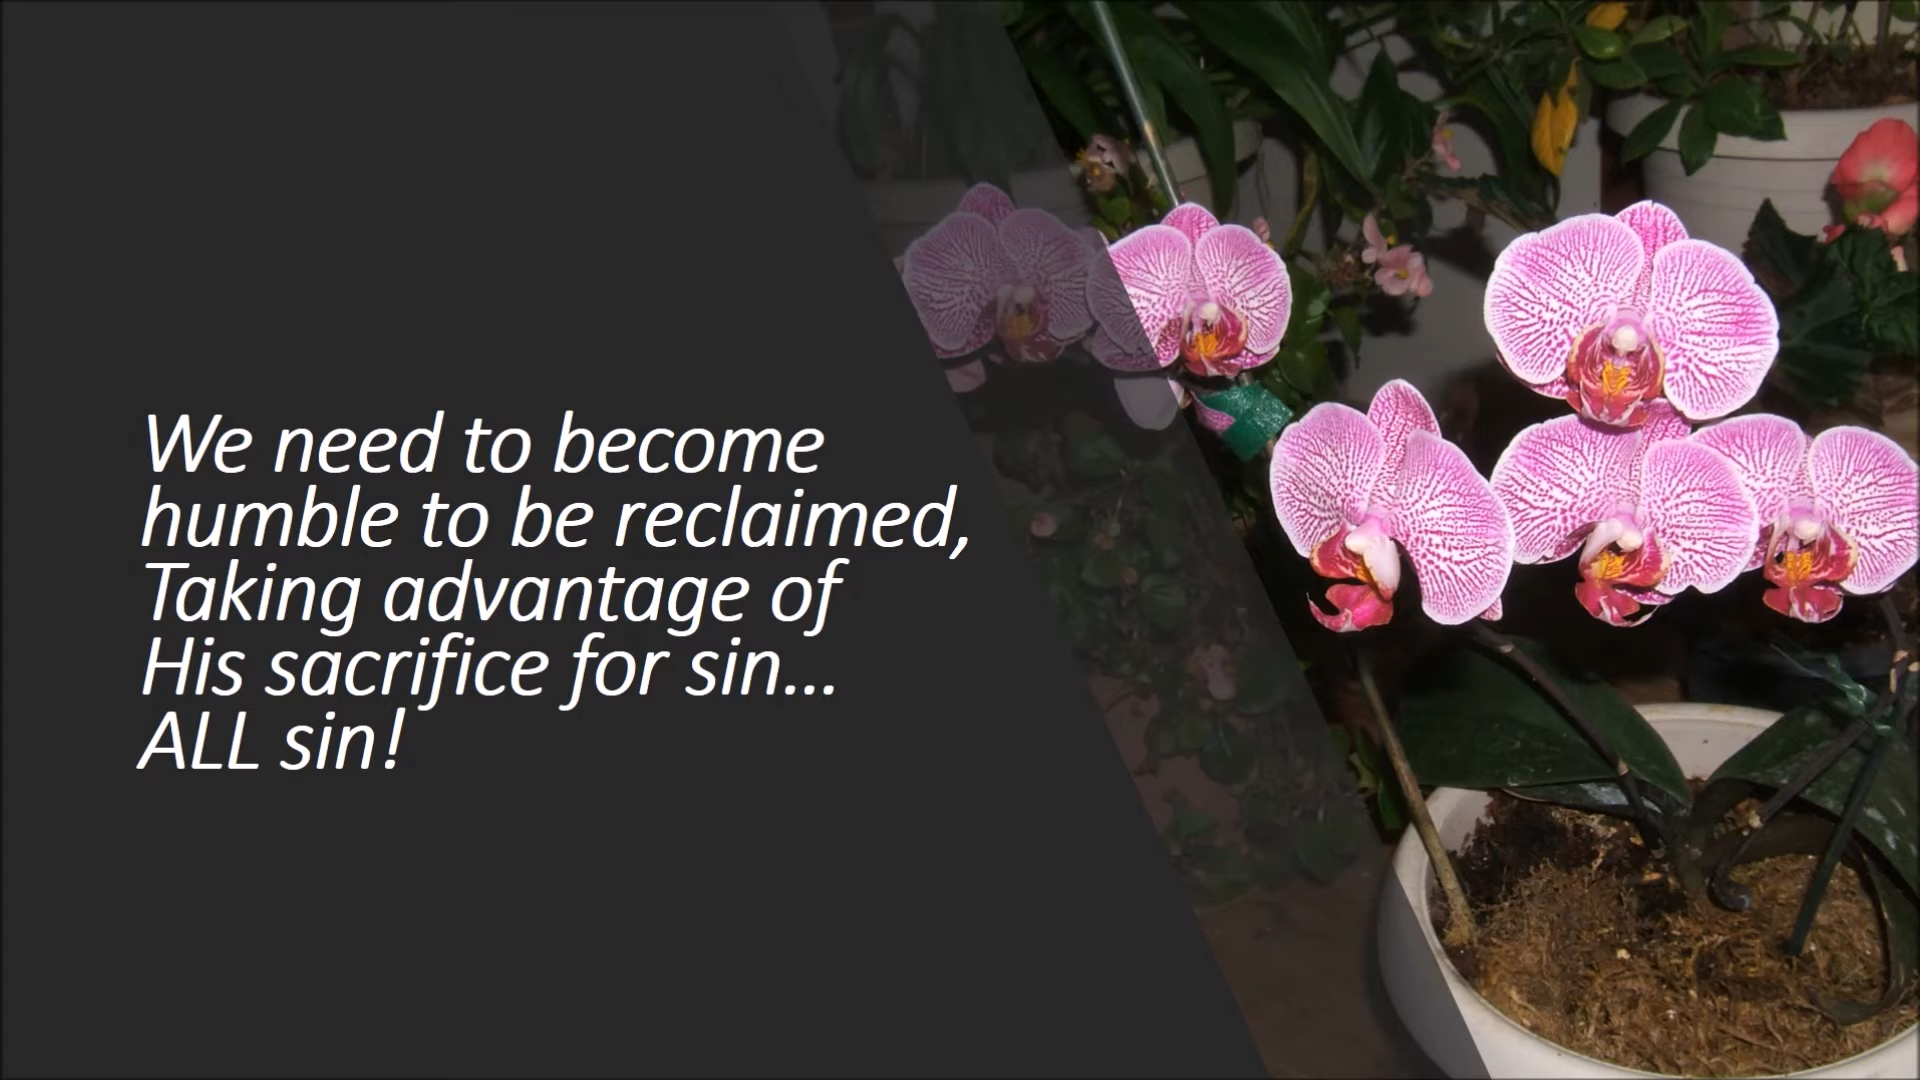 We need to become
humble to be reclaimed,
Taking advantage of
His sacrifice for sin...
ALL sin!